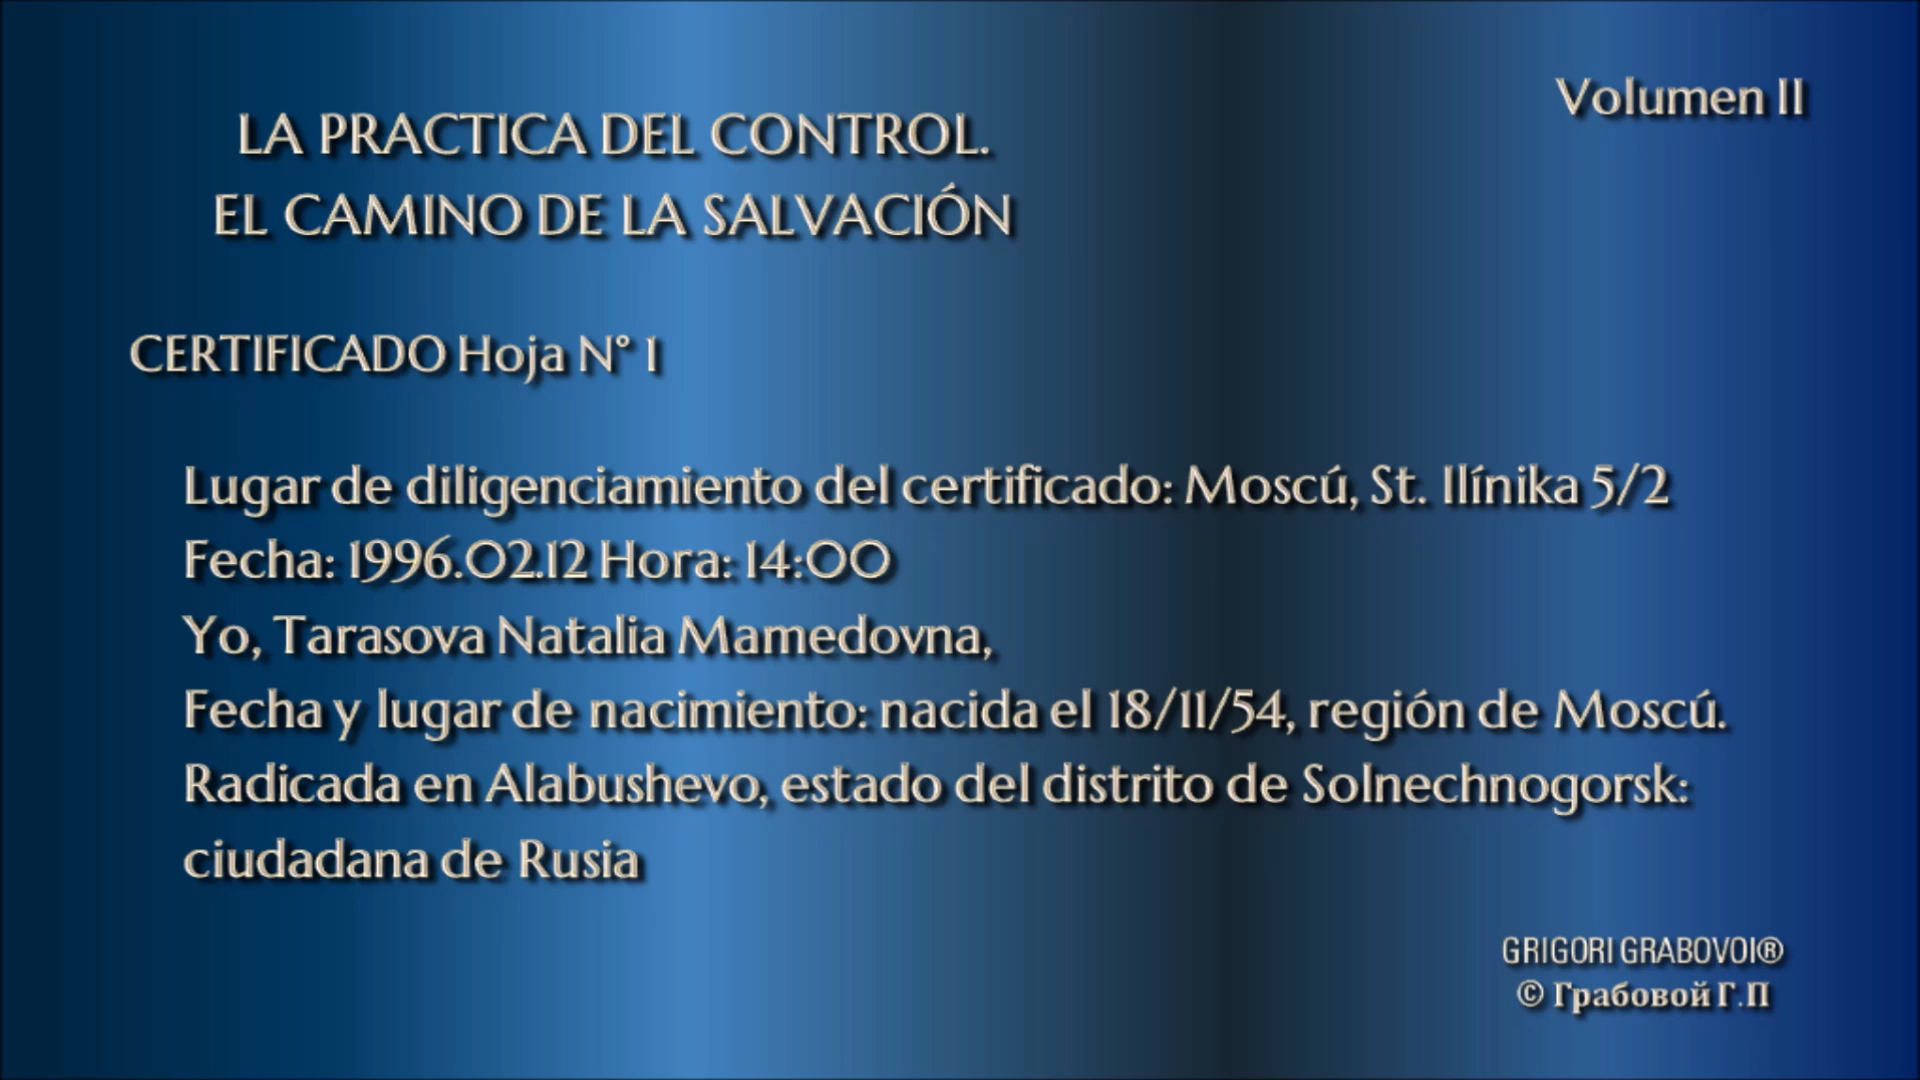 Volumen II
LA PRACTICA DEL CONTROL.
EL CAMINO DE LA SALVACIÓN
CERTIFICADO Hoja N° 1
Lugar de diligenciamiento del certificado: Moscú, St. Ilínika 5/2
Fecha: 1996.02.12 Hora: 14:00
Yo, Tarasova Natalia Mamedovna,
Fecha y lugar de nacimiento: nacida el 18/11/54, región de Moscú.
Radicada en Alabushevo, estado del distrito de Solnechnogorsk:
ciudadana de Rusia
GRIGORI GRABOVOI®
© Грабовой Г.П